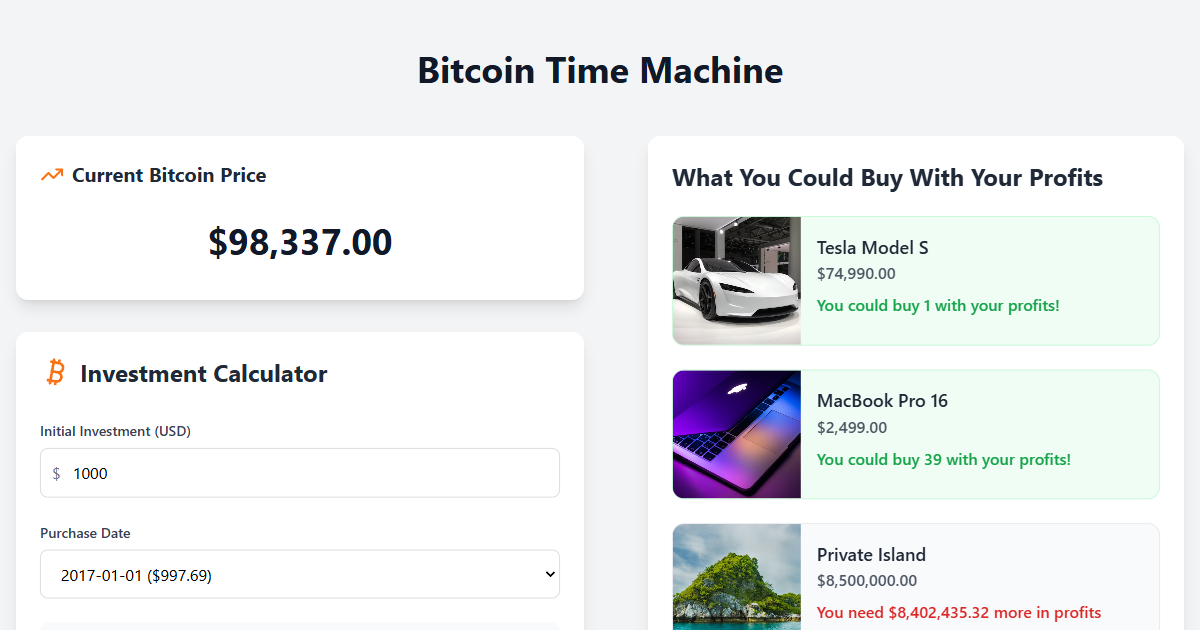 Bitcoin Time Machine
Current Bitcoin Price
$98,337.00
Investment Calculator
Initial Investment (USD)
$ 1000
Purchase Date
2017-01-01 ($997.69)
What You Could Buy With Your Profits
Tesla Model S
$74,990.00
You could buy 1 with your profits!
MacBook Pro 16
$2,499.00
You could buy 39 with your profits!
Private Island
$8,500,000.00
You need $8,402,435.32 more in profits